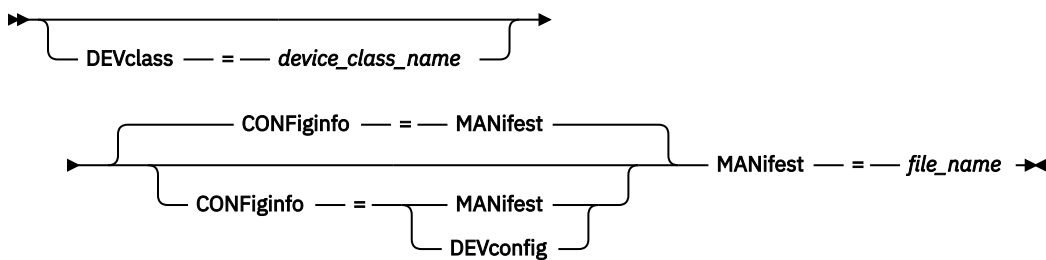 DEVclass = device_class_name
CONFiginfo = MANifest
MANifest = file_name
CONFiginfo = MANifest
DEVconfig